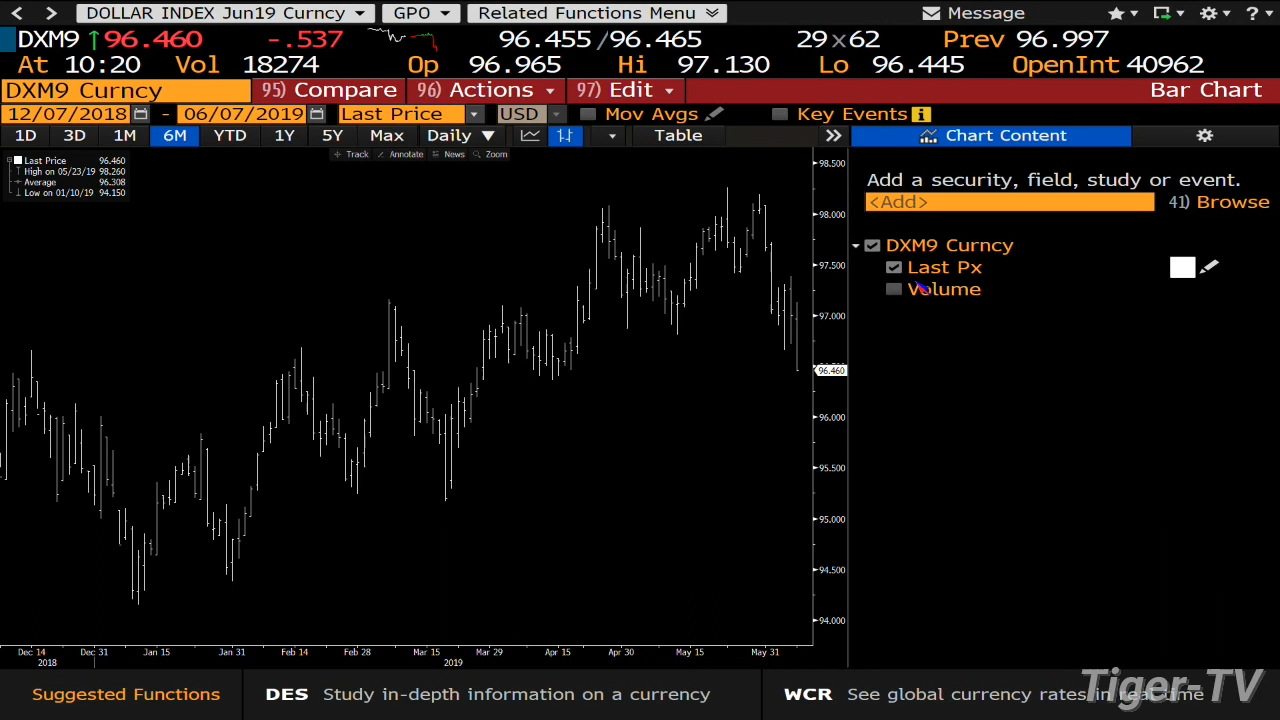 DOLLAR INDEX Jun19 Curncy GPO Related Functions Menu Message ?
DXM9 ↑96.460 -.537 96.455/96.465 29x62 Prev 96.997
At 10:20 Vol 18274 Op 96.965 Hi 97.130 Lo 96.445 OpenInt 40962
DXM9 Curncy 95) Compare 96) Actions 97) Edit Bar Chart
12/07/2018 - 06/07/2019 Last Price USD Mov Avgs Key Events i
1D 3D 1M 6M YTD 1Y 5Y Max Daily ▼ Table » Chart Content
Track Annotate News Zoom
Last Price 96.460
High on 05/23/19 98.260
Average 96.308
Low on 01/10/19 94.150
Add a security, field, study or event.
<Add> 41) Browse
DXM9 Curncy
Last Px
Volume
98.500
98.000
97.500
97.000
96.460
96.000
95.500
95.000
94.500
94.000
Dec 14 Dec 31 Jan 15 Jan 31 Feb 14 Feb 28 Mar 15 Mar 29 Apr 15 Apr 30 May 15 May 31
2018 2019
Suggested Functions DES Study in-depth information on a currency WCR See global currency rates in real-time
Tiger-TV